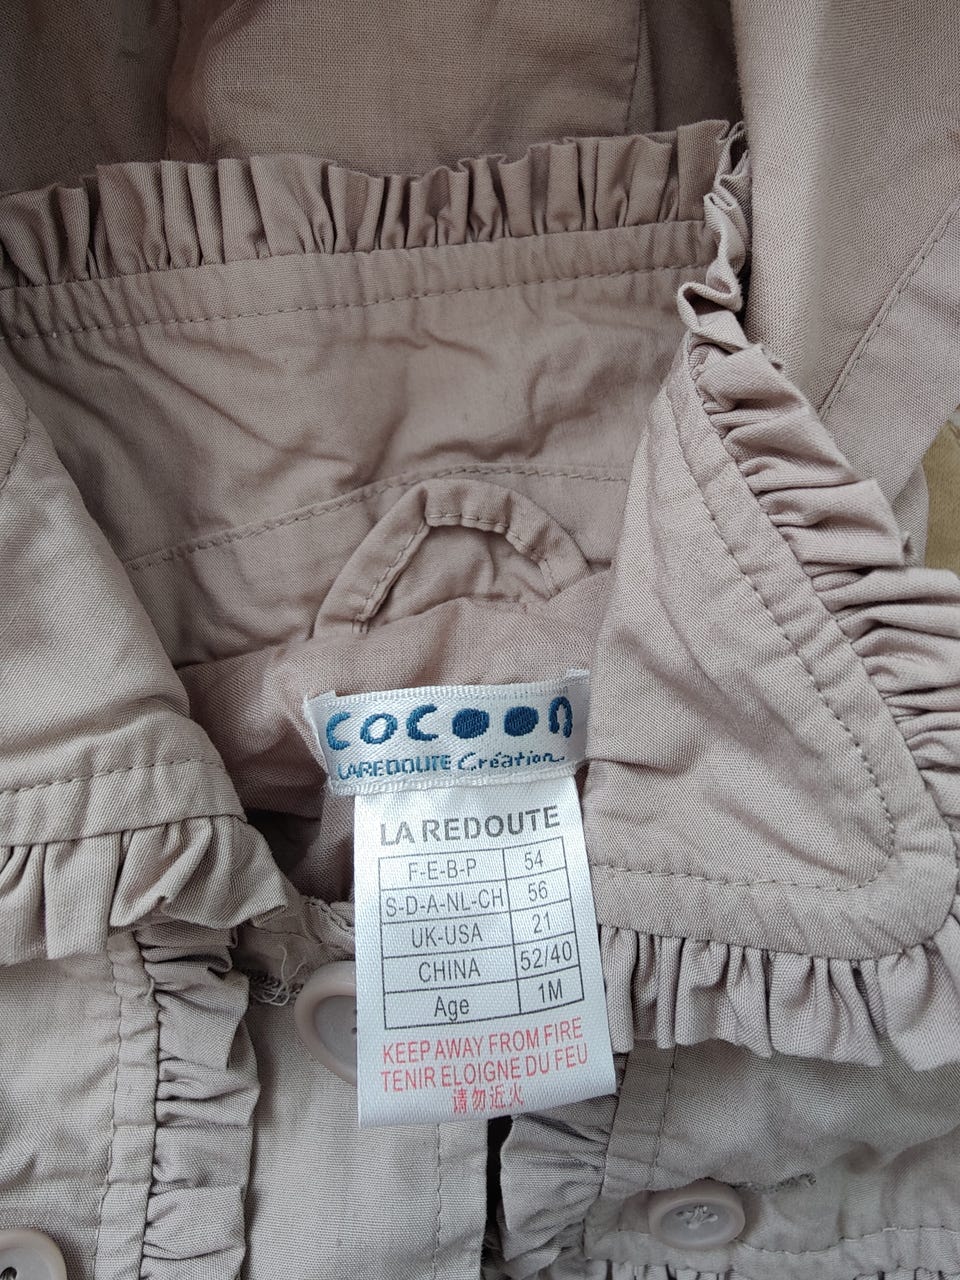 cocoon
LAREDOUTE Création
LA REDOUTE
F-E-B-P 54
S-D-A-NL-CH 56
UK-USA 21
CHINA 52/40
Age 1M
KEEP AWAY FROM FIRE
TENIR ELOIGNE DU FEU
请勿近火